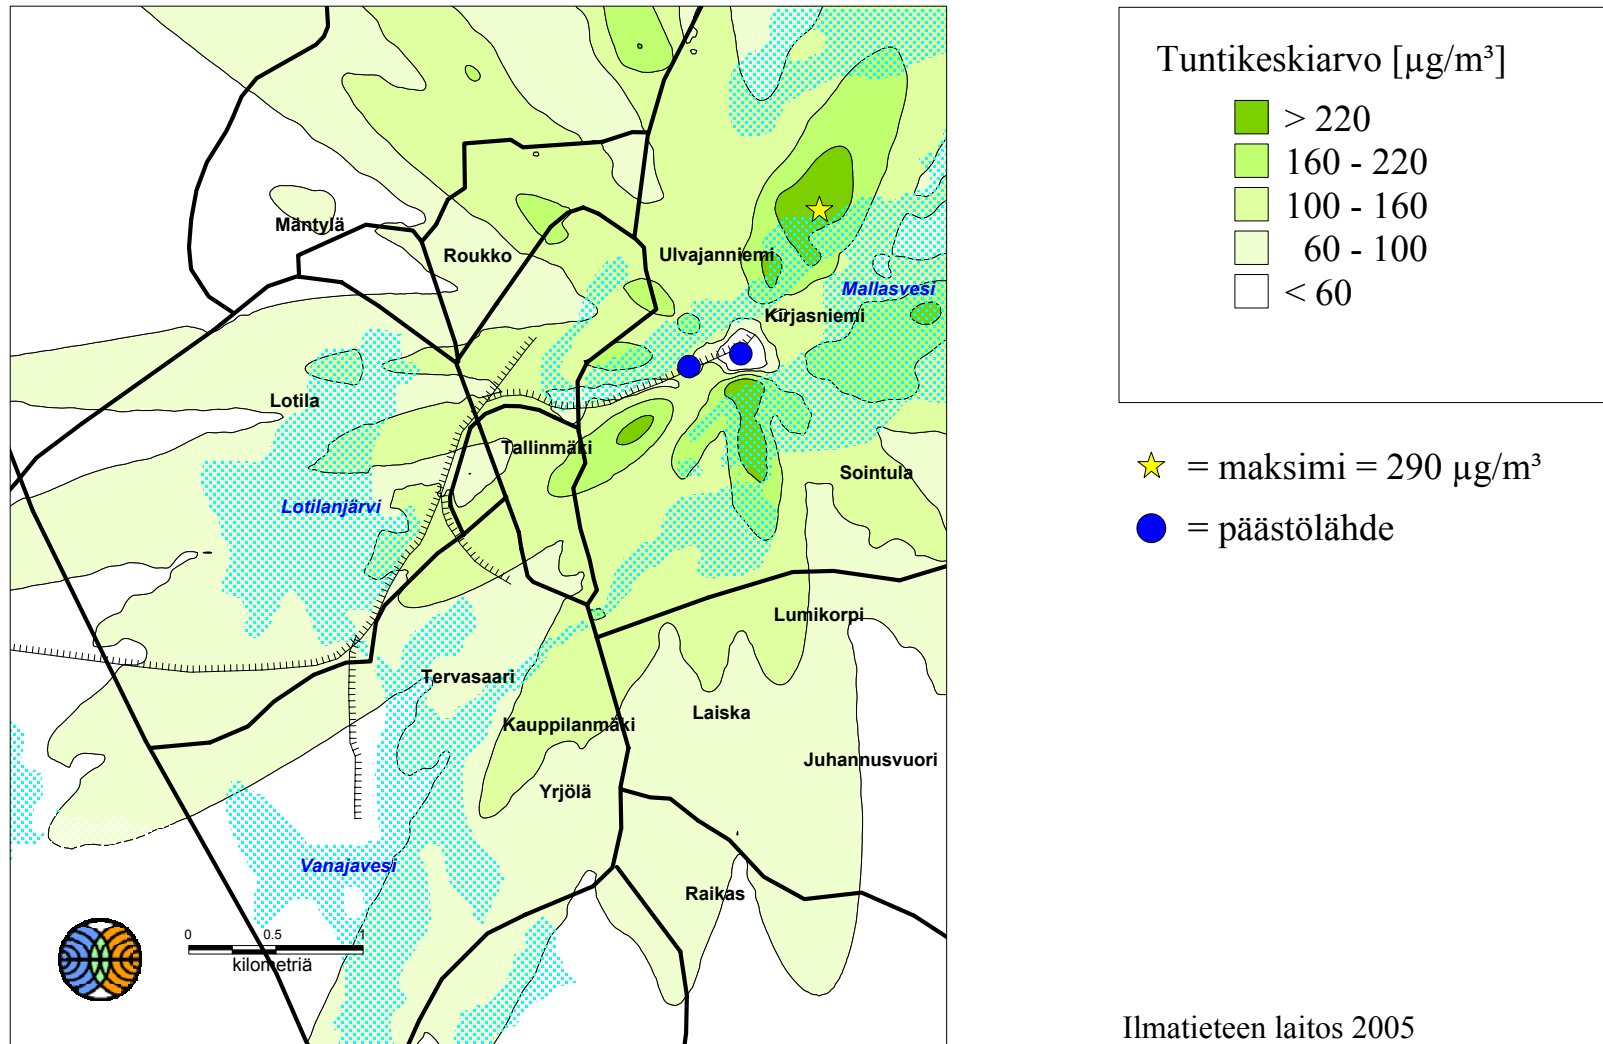 Tuntikeskiarvo [µg/m³]
> 220
160 - 220
100 - 160
60 - 100
< 60
= maksimi = 290 µg/m³
= päästölähde
Mäntylä
Roukko
Ulvajanniemi
Mallasvesi
Kirjasniemi
Lotila
Tallinmäki
Sointula
Lotilanjärvi
Lumikorpi
Tervasaari
Laiska
Kauppilanmäki
Juhannusvuori
Yrjölä
Vanajavesi
Raikas
0 0.5 1
kilometriä
Ilmatieteen laitos 2005